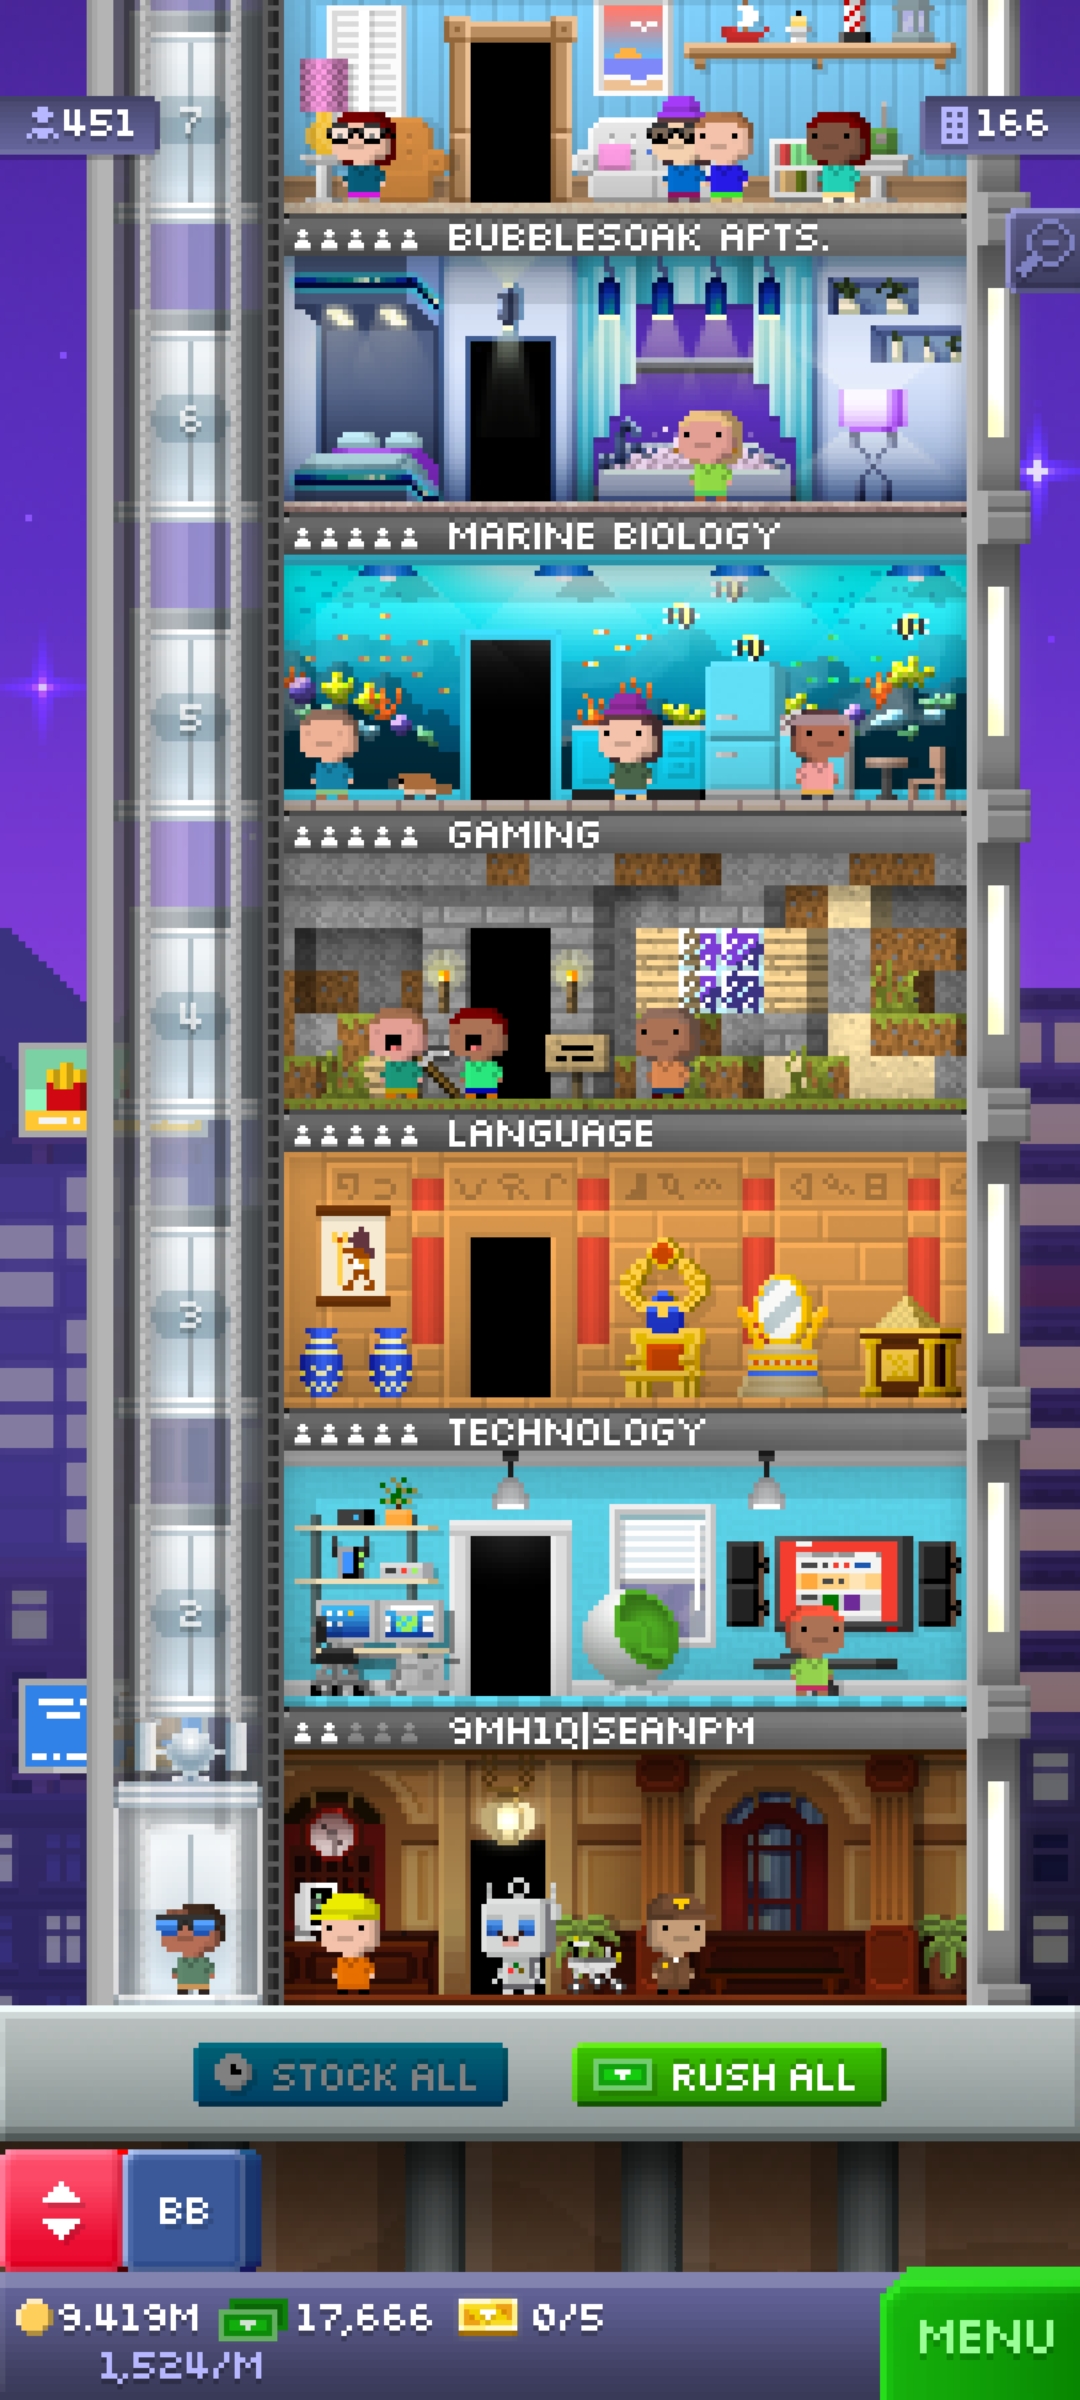 7
451
166
BUBBLESOAK APTS.
6
MARINE BIOLOGY
5
GAMING
4
LANGUAGE
3
TECHNOLOGY
2
9MH1Q|SEANPM
STOCK ALL
RUSH ALL
BB
9.419M
17,666
0/5
1,524/M
MENU